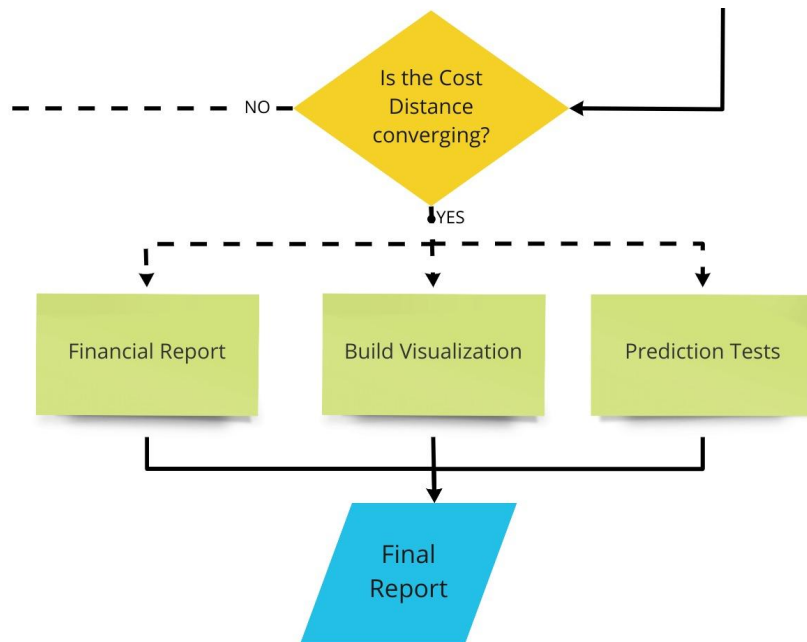 Is the Cost
Distance
converging?
NO
YES
Financial Report
Build Visualization
Prediction Tests
Final
Report